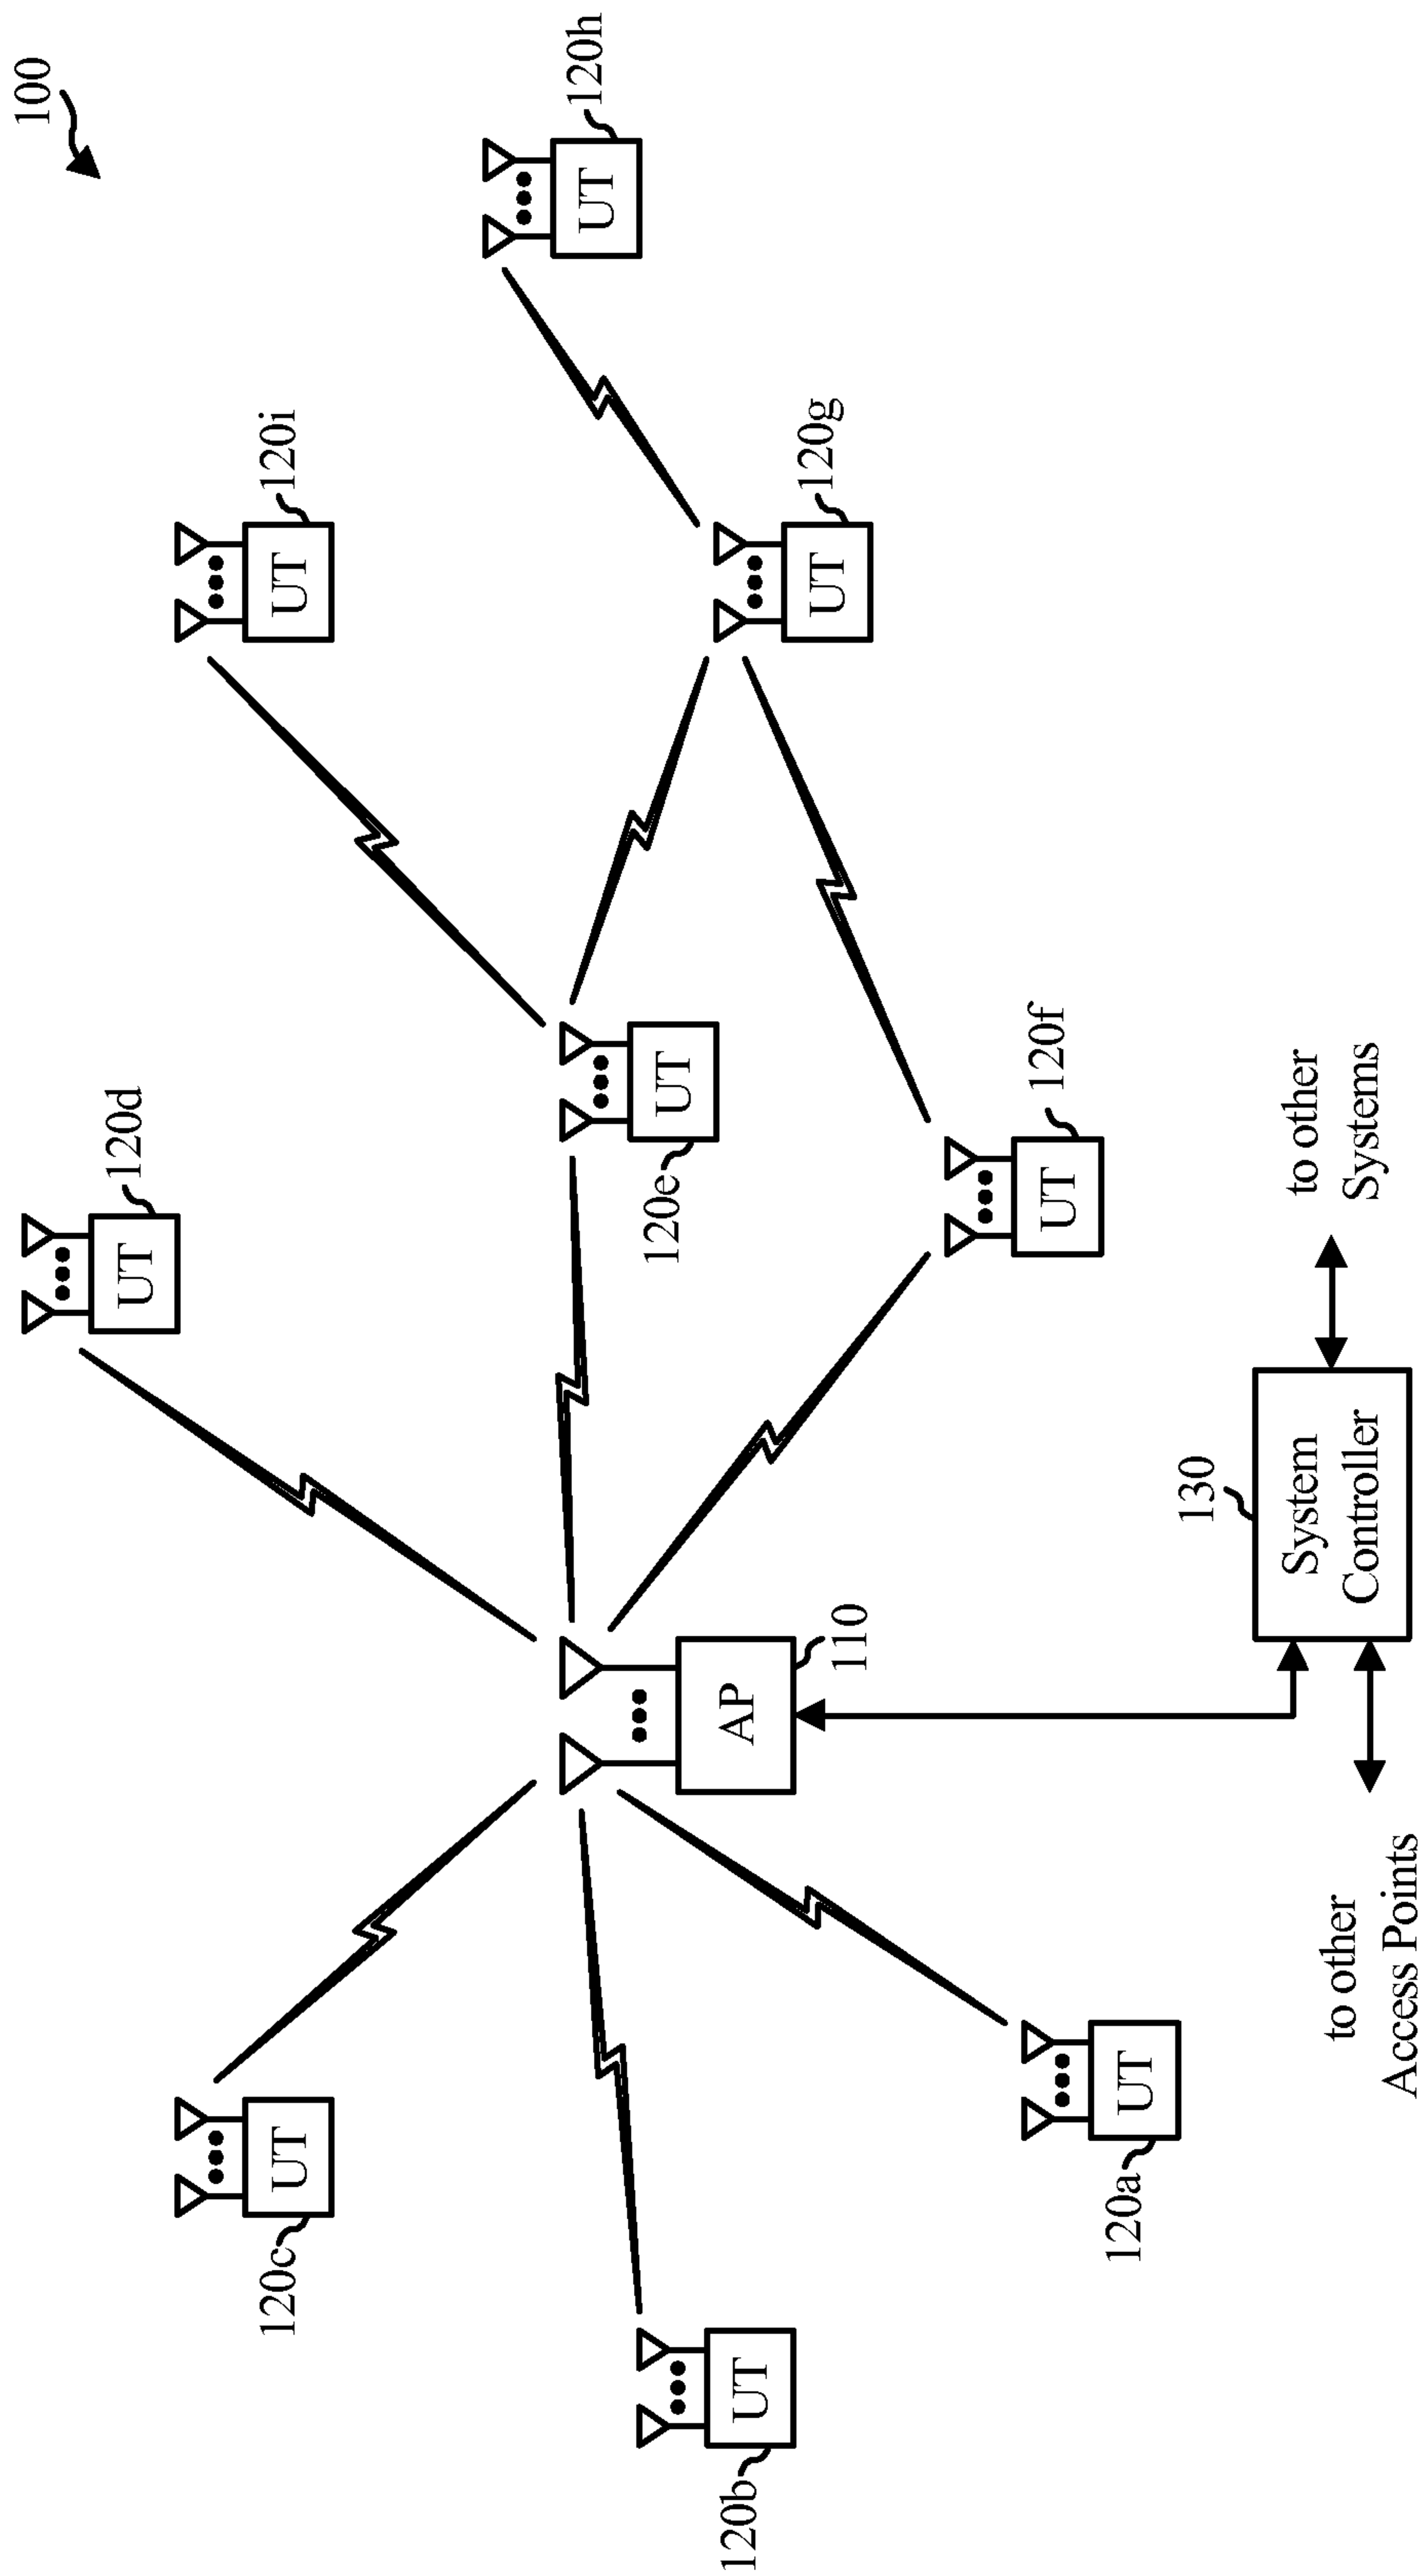 100
120d
UT
120i
UT
120h
UT
120c
UT
120e
UT
120g
UT
AP
110
120b
UT
120f
UT
120a
UT
130
System
Controller
to other
Systems
to other
Access Points